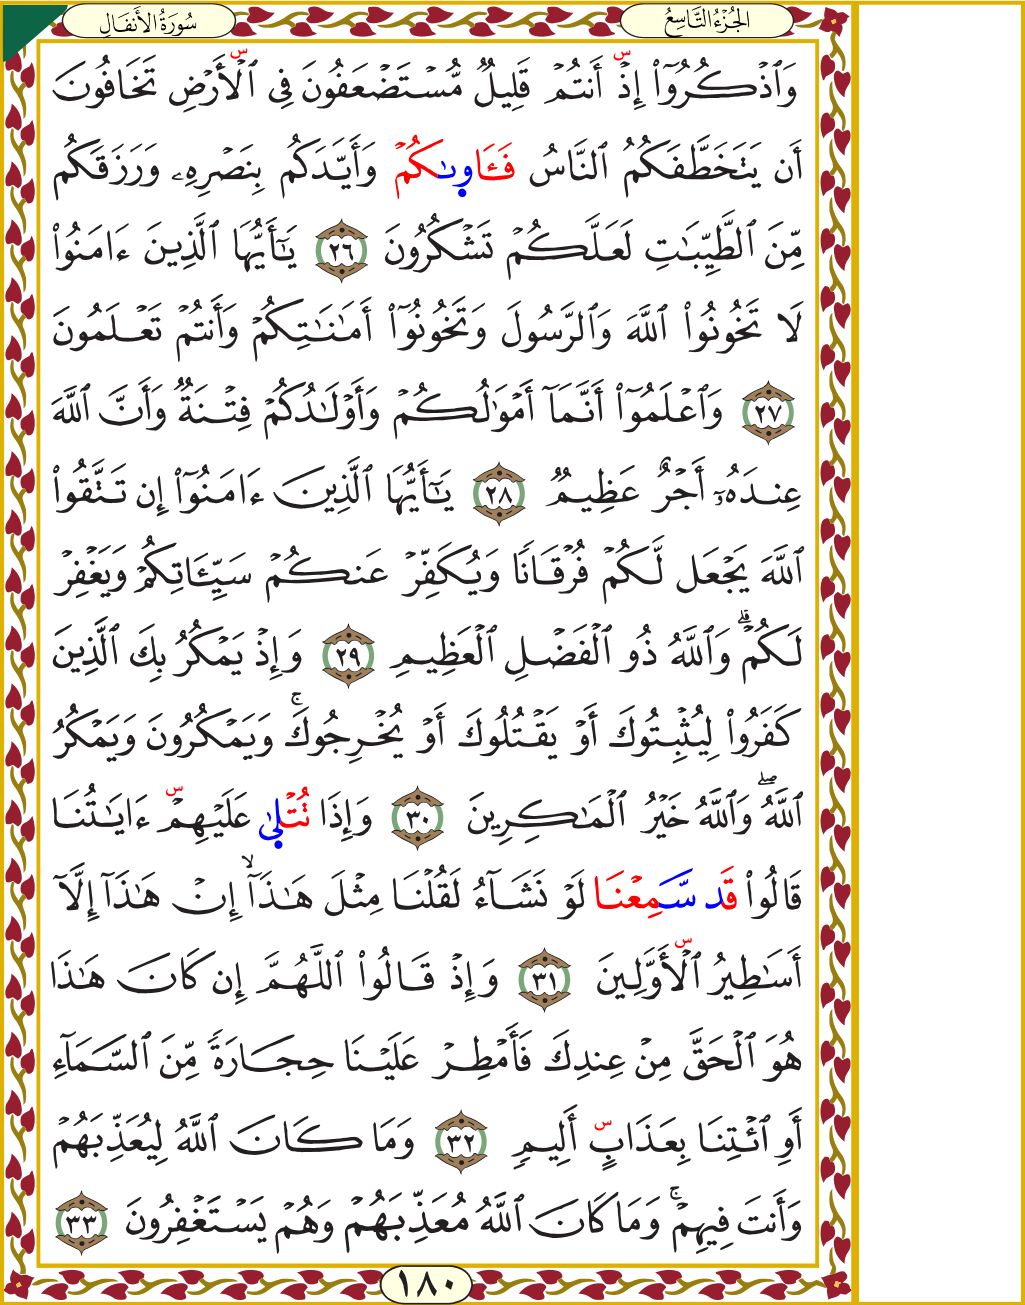 الجُزْءُ التَّاسِعُ
سُورَةُ الأَنفَالِ
وَٱذۡكُرُوٓاْ إِذۡ أَنتُمۡ قَلِيلٞ مُّسۡتَضۡعَفُونَ فِي ٱلۡأَرۡضِ تَخَافُونَ
أَن يَتَخَطَّفَكُمُ ٱلنَّاسُ فَـَٔاوىٰكُمۡ وَأَيَّدَكُم بِنَصۡرِهِۦ وَرَزَقَكُم
مِّنَ ٱلطَّيِّبَٰتِ لَعَلَّكُمۡ تَشۡكُرُونَ ٢٦ يَٰٓأَيُّهَا ٱلَّذِينَ ءَامَنُواْ
لَا تَخُونُواْ ٱللَّهَ وَٱلرَّسُولَ وَتَخُونُوٓاْ أَمَٰنَٰتِكُمۡ وَأَنتُمۡ تَعۡلَمُونَ
٢٧ وَٱعۡلَمُوٓاْ أَنَّمَآ أَمۡوَٰلُكُمۡ وَأَوۡلَٰدُكُمۡ فِتۡنَةٞ وَأَنَّ ٱللَّهَ
عِندَهُۥٓ أَجۡرٌ عَظِيمٞ ٢٨ يَٰٓأَيُّهَا ٱلَّذِينَ ءَامَنُوٓاْ إِن تَتَّقُواْ
ٱللَّهَ يَجۡعَل لَّكُمۡ فُرۡقَانٗا وَيُكَفِّرۡ عَنكُمۡ سَيِّـَٔاتِكُمۡ وَيَغۡفِرۡ
لَكُمۡۗ وَٱللَّهُ ذُو ٱلۡفَضۡلِ ٱلۡعَظِيمِ ٢٩ وَإِذۡ يَمۡكُرُ بِكَ ٱلَّذِينَ
كَفَرُواْ لِيُثۡبِتُوكَ أَوۡ يَقۡتُلُوكَ أَوۡ يُخۡرِجُوكَۚ وَيَمۡكُرُونَ وَيَمۡكُرُ
ٱللَّهُۖ وَٱللَّهُ خَيۡرُ ٱلۡمَٰكِرِينَ ٣٠ وَإِذَا تُتۡلىٰ عَلَيۡهِمۡ ءَايَٰتُنَا
قَالُواْ قَد سَّمِعۡنَا لَوۡ نَشَآءُ لَقُلۡنَا مِثۡلَ هَٰذَآۙ إِنۡ هَٰذَآ إِلَّآ
أَسَٰطِيرُ ٱلۡأَوَّلِينَ ٣١ وَإِذۡ قَالُواْ ٱللَّهُمَّ إِن كَانَ هَٰذَا
هُوَ ٱلۡحَقَّ مِنۡ عِندِكَ فَأَمۡطِرۡ عَلَيۡنَا حِجَارَةٗ مِّنَ ٱلسَّمَآءِ
أَوِ ٱئۡتِنَا بِعَذَابٍ أَلِيمٖ ٣٢ وَمَا كَانَ ٱللَّهُ لِيُعَذِّبَهُمۡ
وَأَنتَ فِيهِمۡۚ وَمَا كَانَ ٱللَّهُ مُعَذِّبَهُمۡ وَهُمۡ يَسۡتَغۡفِرُونَ ٣٣
١٨٠